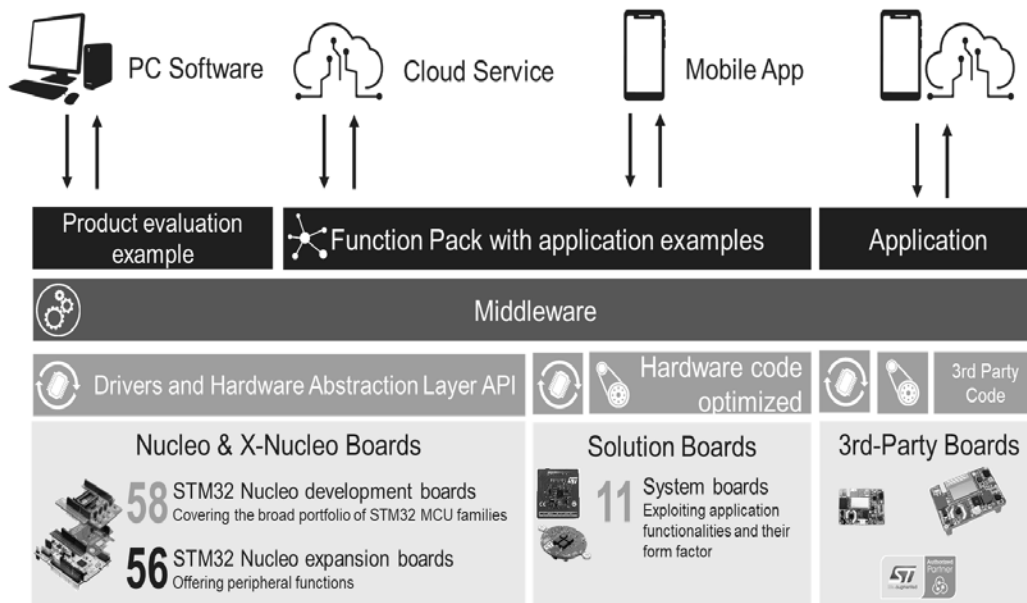 PC Software
Cloud Service
Mobile App
Product evaluation
example
Function Pack with application examples
Application
Middleware
Drivers and Hardware Abstraction Layer API
Hardware code
optimized
3rd Party
Code
Nucleo & X-Nucleo Boards
58 STM32 Nucleo development boards
Covering the broad portfolio of STM32 MCU families
56 STM32 Nucleo expansion boards
Offering peripheral functions
Solution Boards
11 System boards
Exploiting application
functionalities and their
form factor
3rd-Party Boards
ST
Authorized
Partner